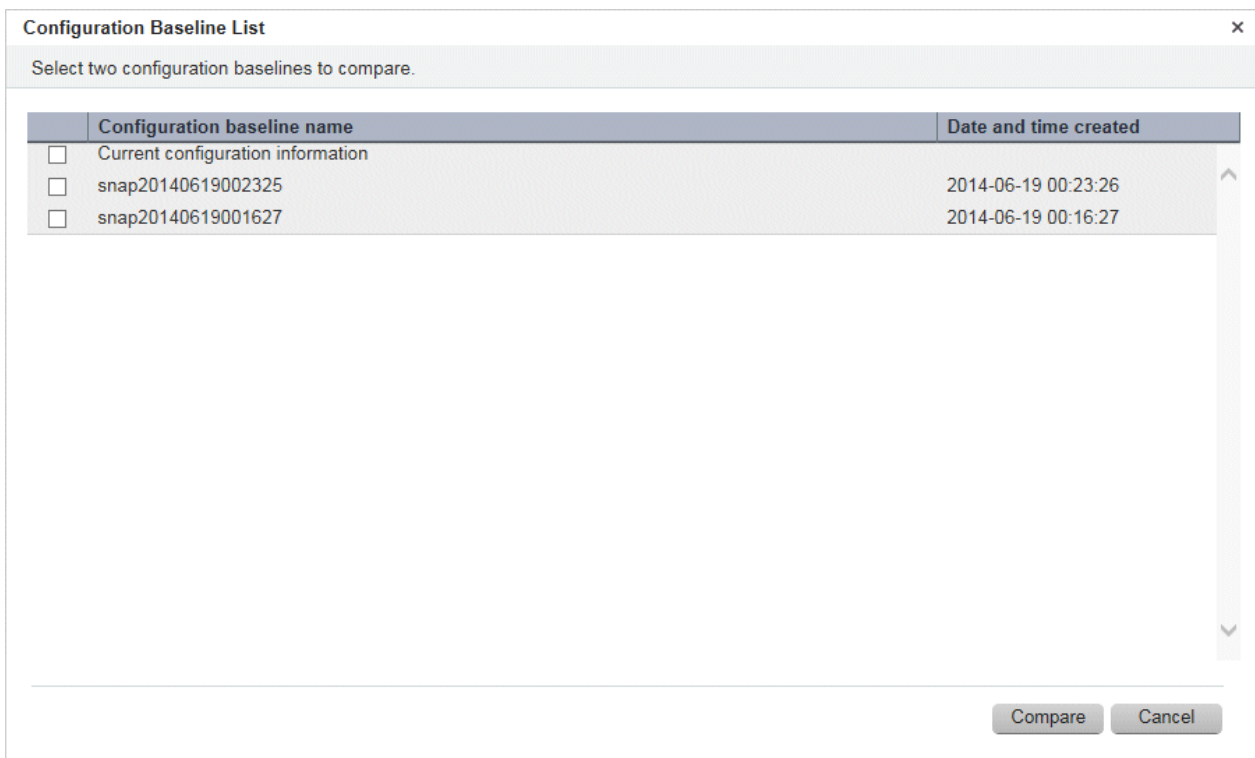 Configuration Baseline List ×
Select two configuration baselines to compare.
Configuration baseline name Date and time created
Current configuration information
snap20140619002325 2014-06-19 00:23:26
snap20140619001627 2014-06-19 00:16:27
Compare Cancel